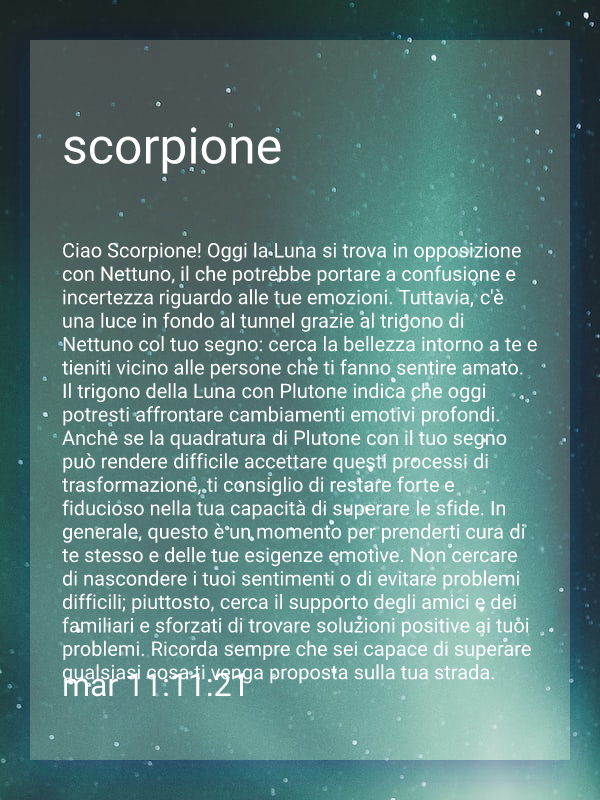 scorpione
Ciao Scorpione! Oggi la Luna si trova in opposizione
con Nettuno, il che potrebbe portare a confusione e
incertezza riguardo alle tue emozioni. Tuttavia, c'è
una luce in fondo al tunnel grazie al trigono di
Nettuno col tuo segno: cerca la bellezza intorno a te e
tieniti vicino alle persone che ti fanno sentire amato.
Il trigono della Luna con Plutone indica che oggi
potresti affrontare cambiamenti emotivi profondi.
Anche se la quadratura di Plutone con il tuo segno
può rendere difficile accettare questi processi di
trasformazione, ti consiglio di restare forte e
fiducioso nella tua capacità di superare le sfide. In
generale, questo è un momento per prenderti cura di
te stesso e delle tue esigenze emotive. Non cercare
di nascondere i tuoi sentimenti o di evitare problemi
difficili; piuttosto, cerca il supporto degli amici e dei
familiari e sforzati di trovare soluzioni positive ai tuoi
problemi. Ricorda sempre che sei capace di superare
qualsiasi cosa ti venga proposta sulla tua strada.
mar 11:11:21